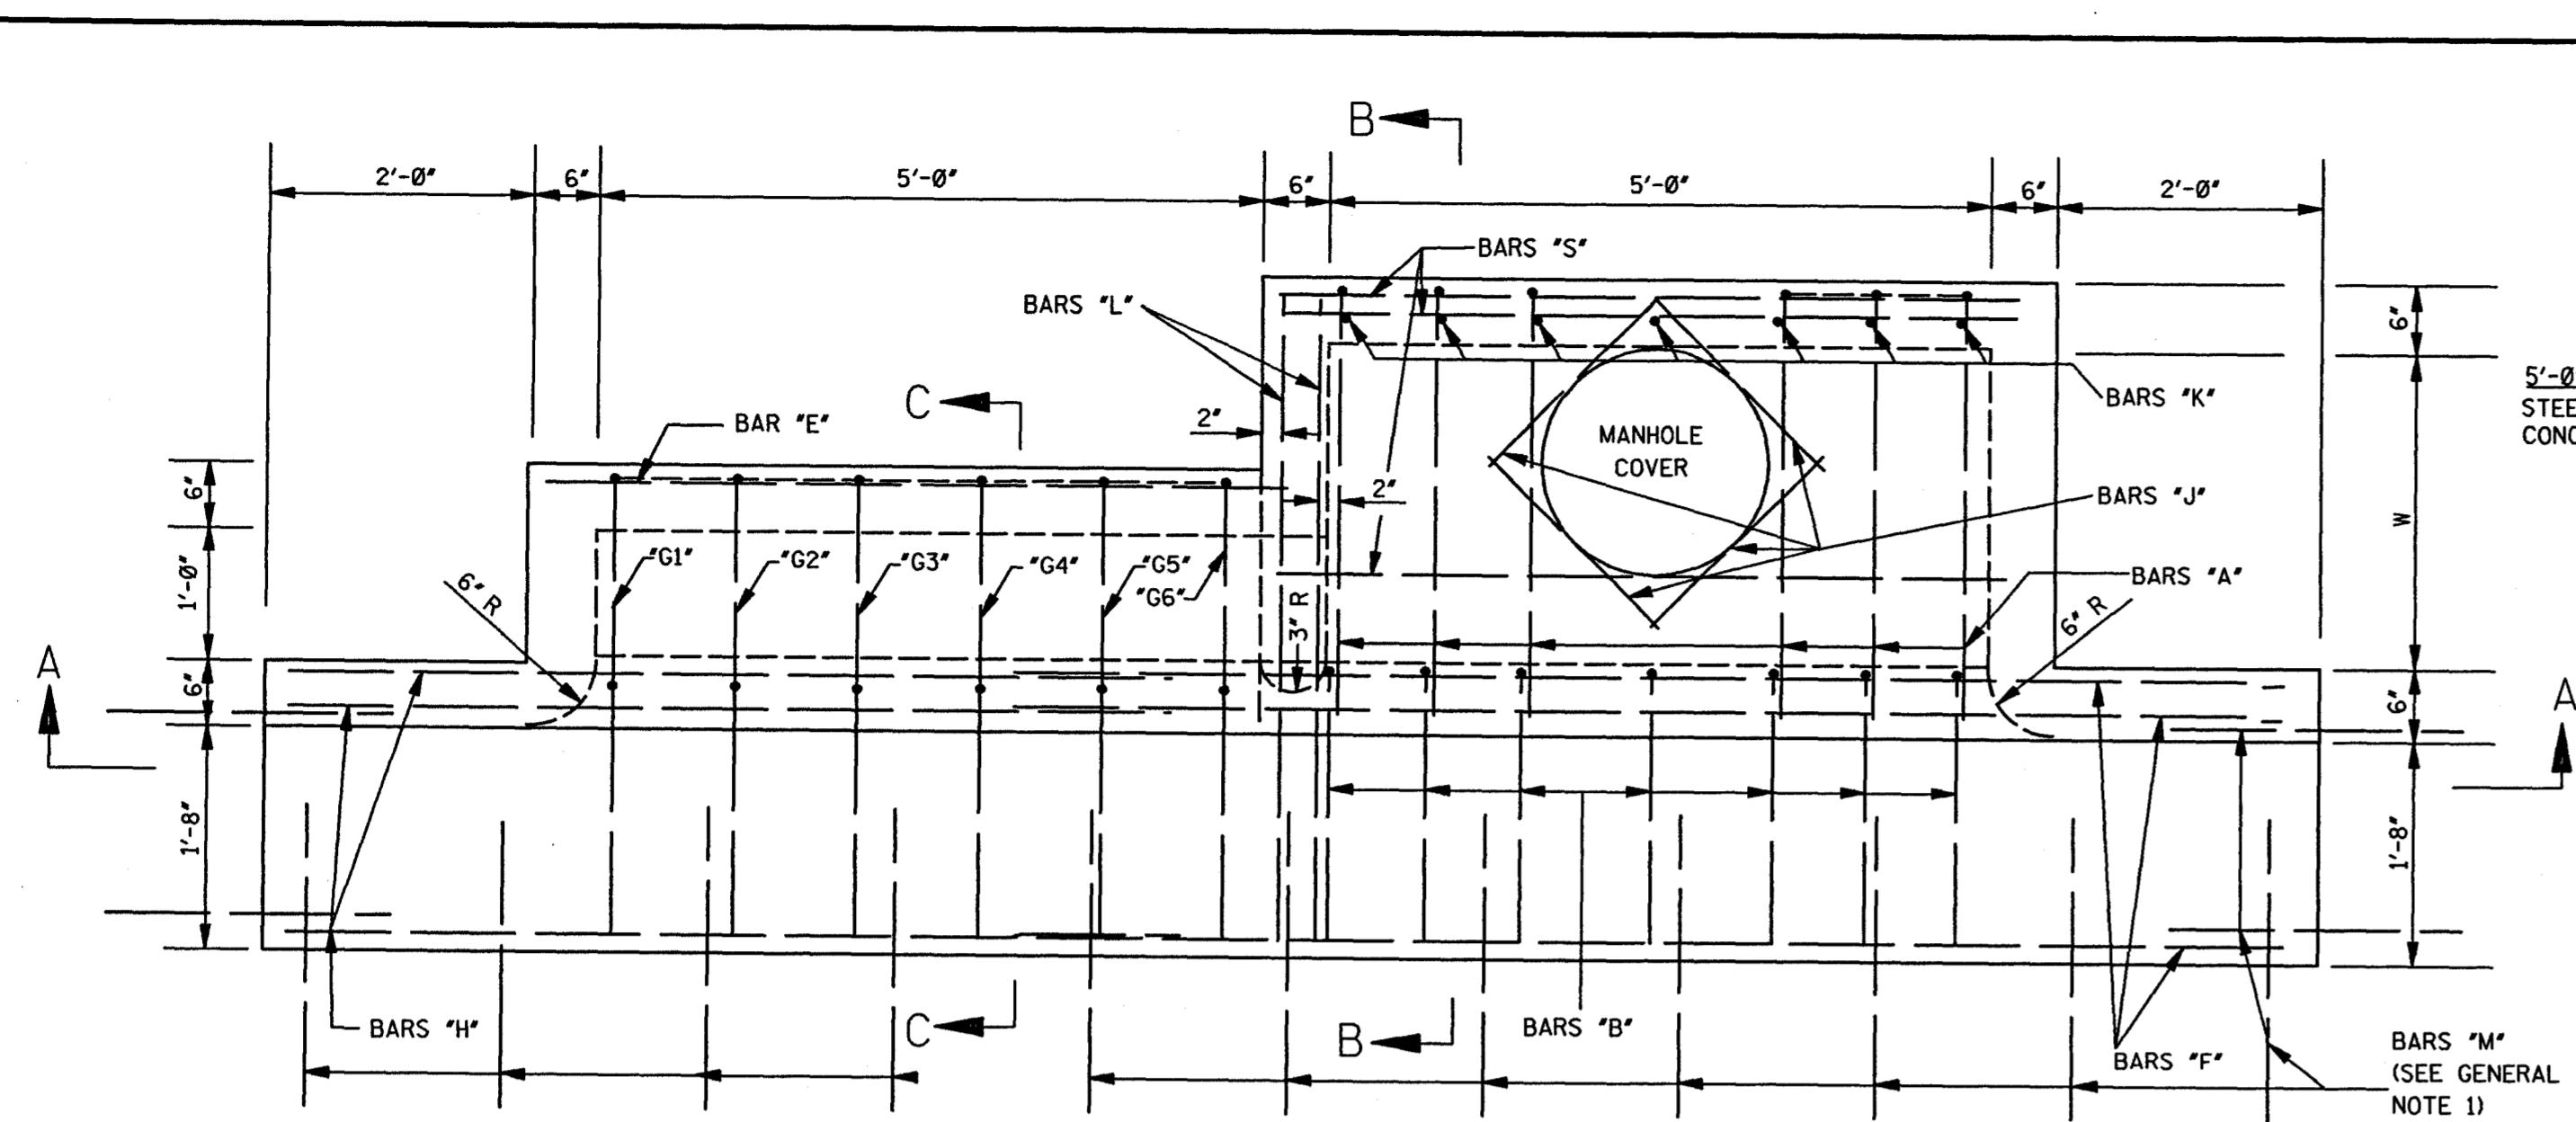 B
2'-0" 6" 5'-0" 6" 5'-0" 6" 2'-0"
BARS "S"
BARS "L"
6"
5'-0
STEE
CONC
C
BARS "K"
2"
BAR "E"
MANHOLE
COVER
6"
2"
BARS "J"
W
"G1" "G2" "G3" "G4" "G5"
"G6"
1'-0"
6" R
3" R
BARS "A"
6" R
A
6"
6"
A
1'-8"
1'-8"
BARS "H"
C
B
BARS "B"
BARS "F"
BARS "M"
(SEE GENERAL
NOTE 1)